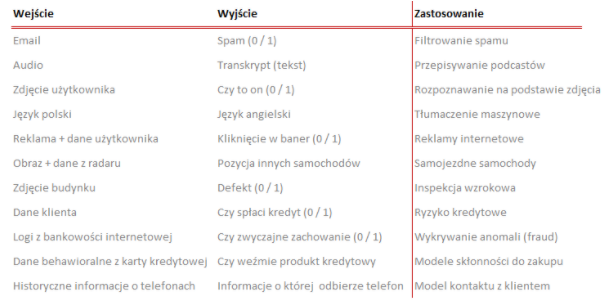 Wejście Wyjście Zastosowanie
Email Spam (0 / 1) Filtrowanie spamu
Audio Transkrypt (tekst) Przepisywanie podcastów
Zdjęcie użytkownika Czy to on (0 / 1) Rozpoznawanie na podstawie zdjęcia
Język polski Język angielski Tłumaczenie maszynowe
Reklama + dane użytkownika Kliknięcie w baner (0 / 1) Reklamy internetowe
Obraz + dane z radaru Pozycja innych samochodów Samojezdne samochody
Zdjęcie budynku Defekt (0 / 1) Inspekcja wzrokowa
Dane klienta Czy spłaci kredyt (0 / 1) Ryzyko kredytowe
Logi z bankowości internetowej Czy zwyczajne zachowanie (0 / 1) Wykrywanie anomali (fraud)
Dane behawioralne z karty kredytowej Czy weźmie produkt kredytowy Modele skłonności do zakupu
Historyczne informacje o telefonach Informacje o której odbierze telefon Model kontaktu z klientem